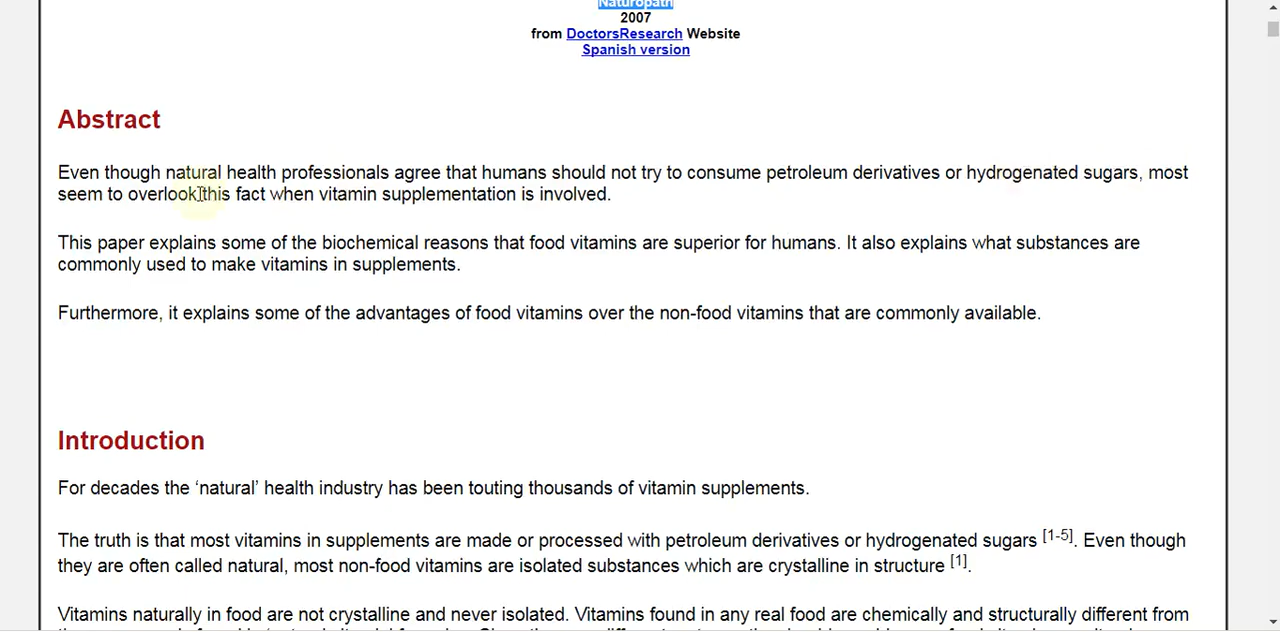 Naturopath
2007
from DoctorsResearch Website
Spanish version
Abstract
Even though natural health professionals agree that humans should not try to consume petroleum derivatives or hydrogenated sugars, most
seem to overlook this fact when vitamin supplementation is involved.
This paper explains some of the biochemical reasons that food vitamins are superior for humans. It also explains what substances are
commonly used to make vitamins in supplements.
Furthermore, it explains some of the advantages of food vitamins over the non-food vitamins that are commonly available.
Introduction
For decades the ‘natural’ health industry has been touting thousands of vitamin supplements.
The truth is that most vitamins in supplements are made or processed with petroleum derivatives or hydrogenated sugars [1-5]. Even though
they are often called natural, most non-food vitamins are isolated substances which are crystalline in structure [1].
Vitamins naturally in food are not crystalline and never isolated. Vitamins found in any real food are chemically and structurally different from